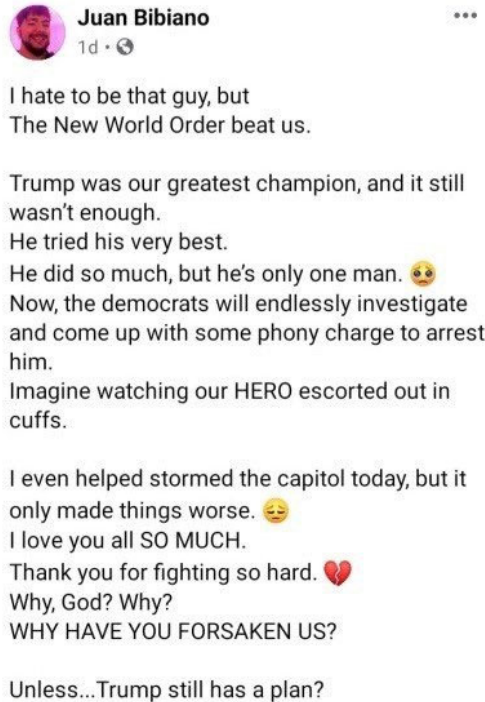 Juan Bibiano
1d ·
I hate to be that guy, but
The New World Order beat us.
Trump was our greatest champion, and it still
wasn't enough.
He tried his very best.
He did so much, but he's only one man. 🥺
Now, the democrats will endlessly investigate
and come up with some phony charge to arrest
him.
Imagine watching our HERO escorted out in
cuffs.
I even helped stormed the capitol today, but it
only made things worse. 😔
I love you all SO MUCH.
Thank you for fighting so hard. 💔
Why, God? Why?
WHY HAVE YOU FORSAKEN US?
Unless...Trump still has a plan?